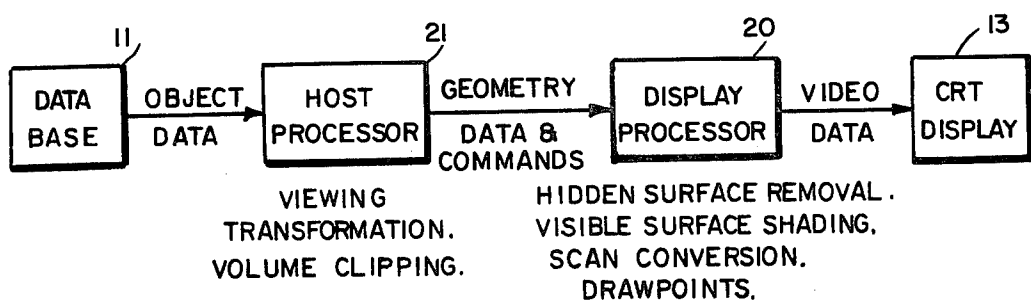 11
21
20
13
DATA
BASE
OBJECT
DATA
HOST
PROCESSOR
GEOMETRY
DATA &
COMMANDS
DISPLAY
PROCESSOR
VIDEO
DATA
CRT
DISPLAY
VIEWING
TRANSFORMATION.
VOLUME CLIPPING.
HIDDEN SURFACE REMOVAL.
VISIBLE SURFACE SHADING.
SCAN CONVERSION.
DRAWPOINTS.